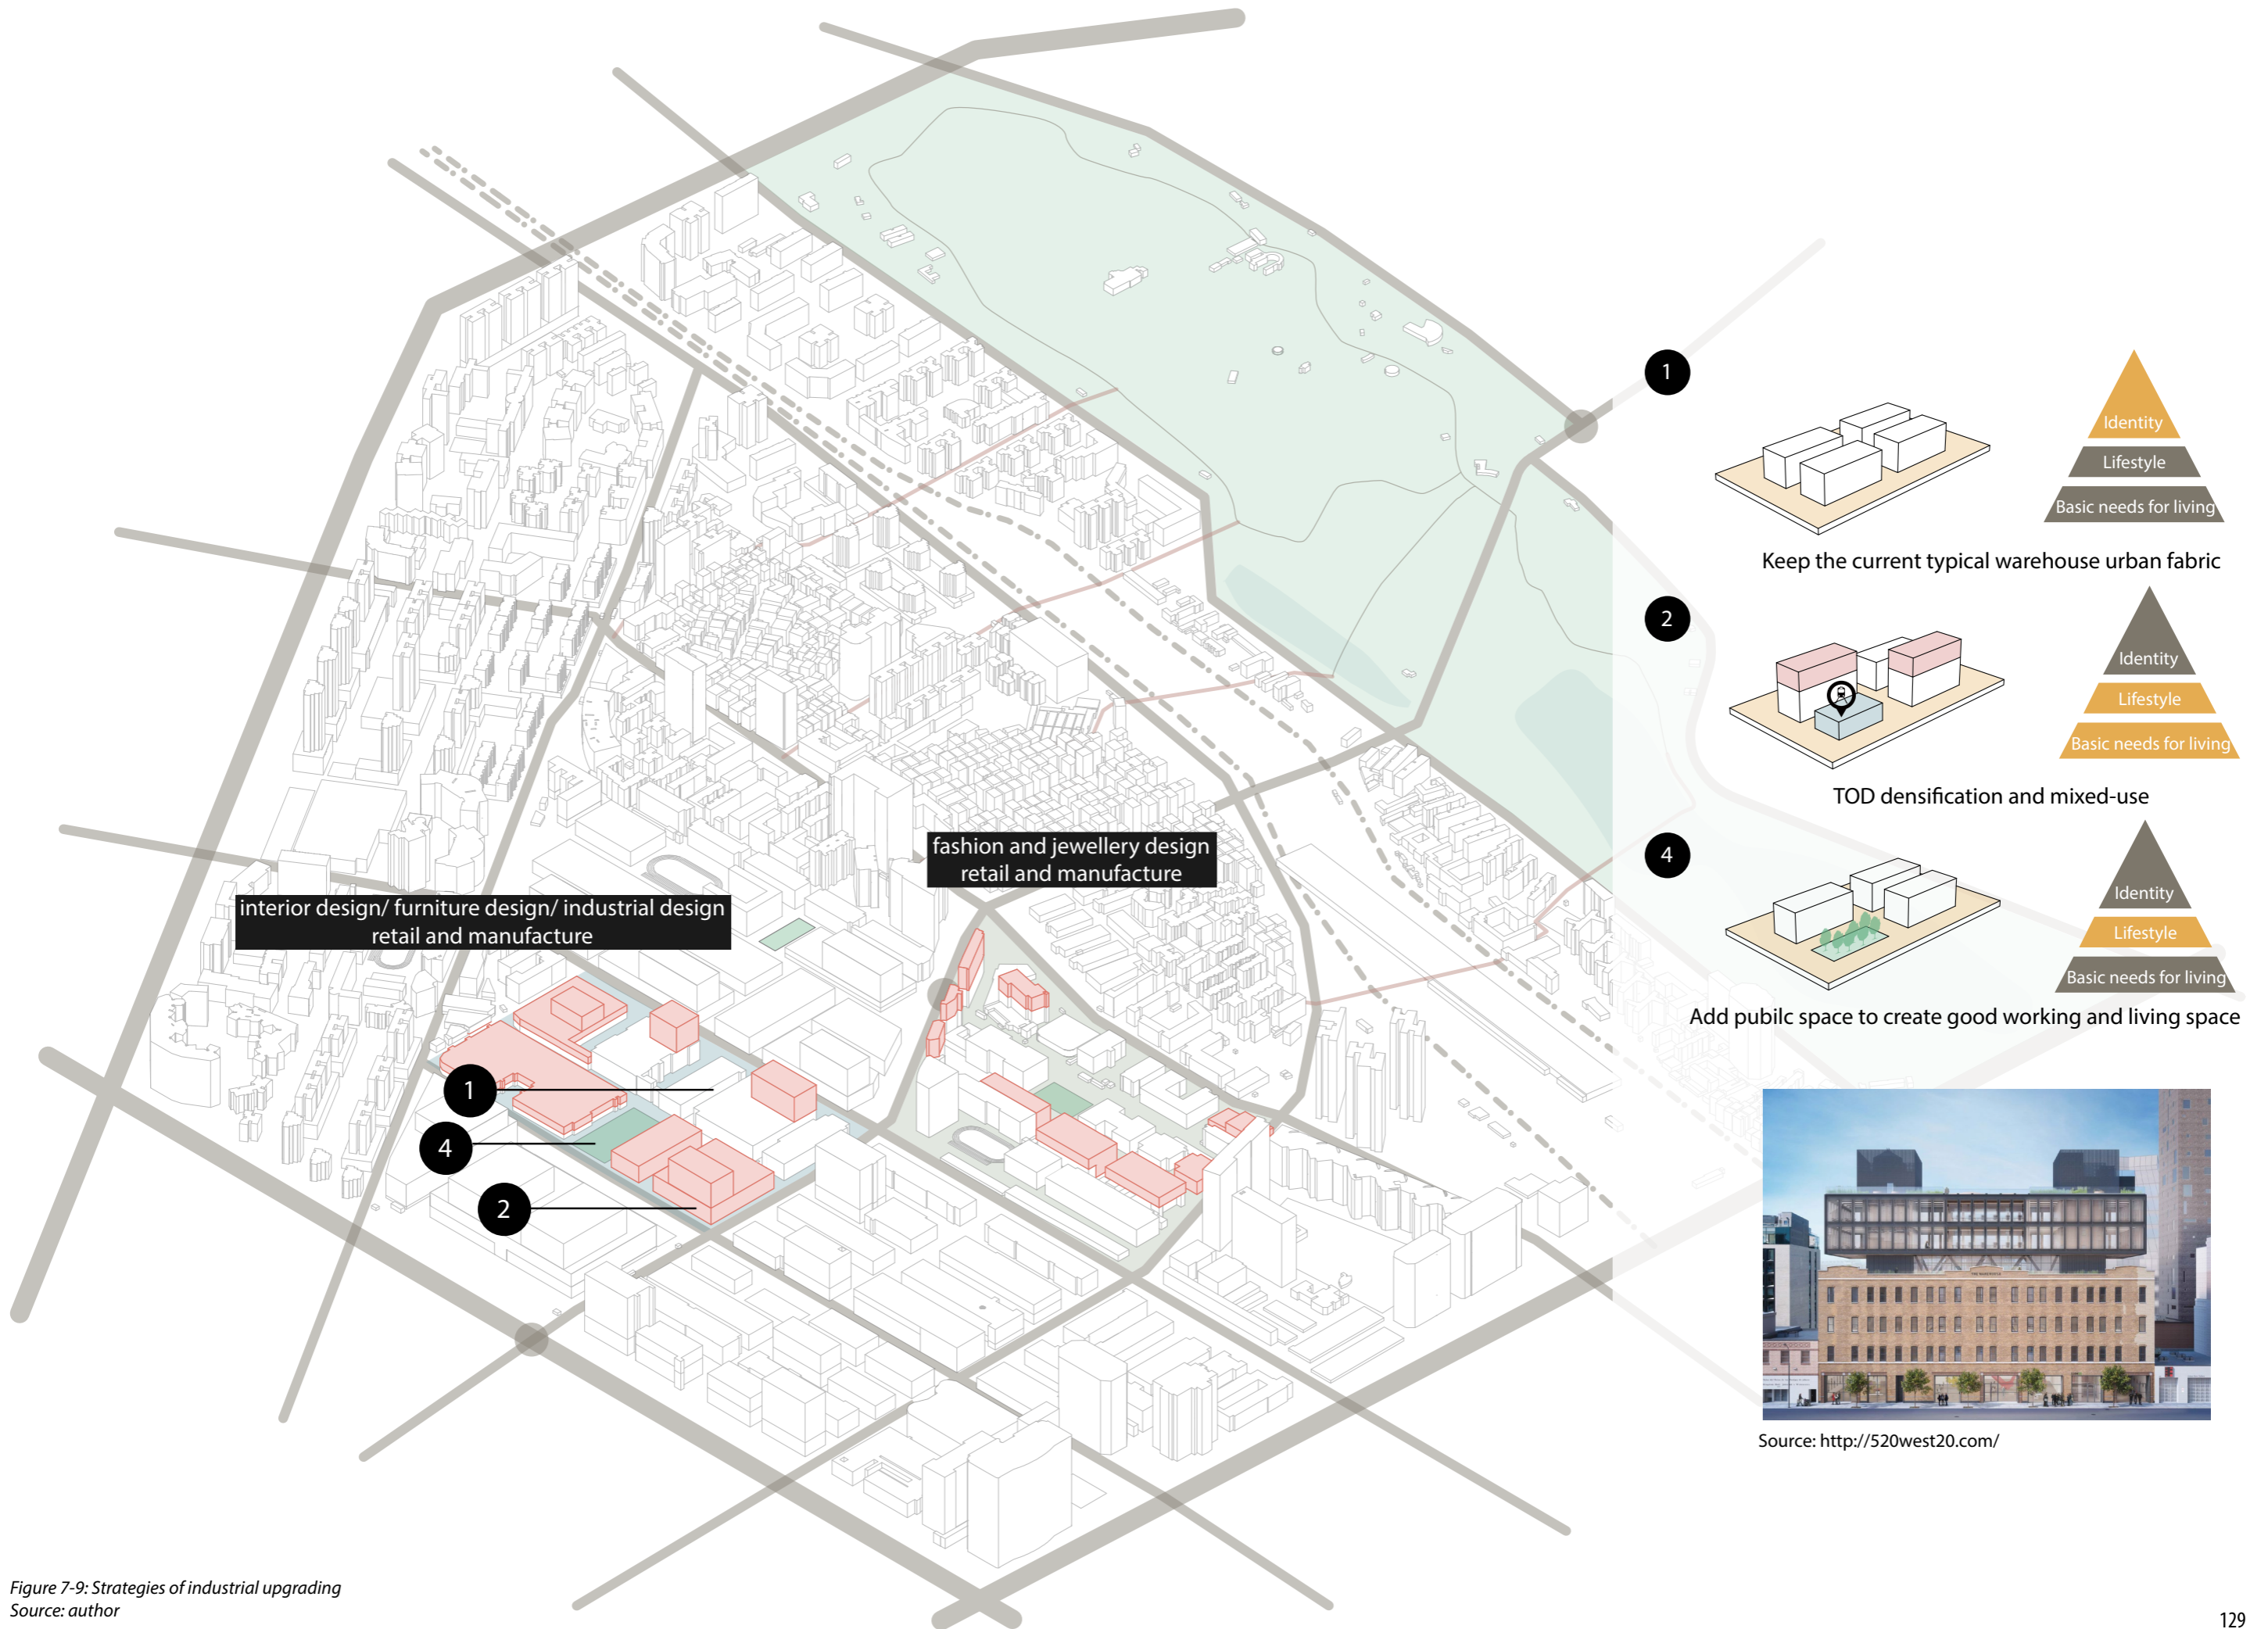 1
Identity
Lifestyle
Basic needs for living
Keep the current typical warehouse urban fabric
2
Identity
Lifestyle
Basic needs for living
TOD densification and mixed-use
fashion and jewellery design
retail and manufacture
4
Identity
Lifestyle
Basic needs for living
Add pubilc space to create good working and living space
interior design/ furniture design/ industrial design
retail and manufacture
1
4
2
Source: http://520west20.com/
Figure 7-9: Strategies of industrial upgrading
Source: author
129